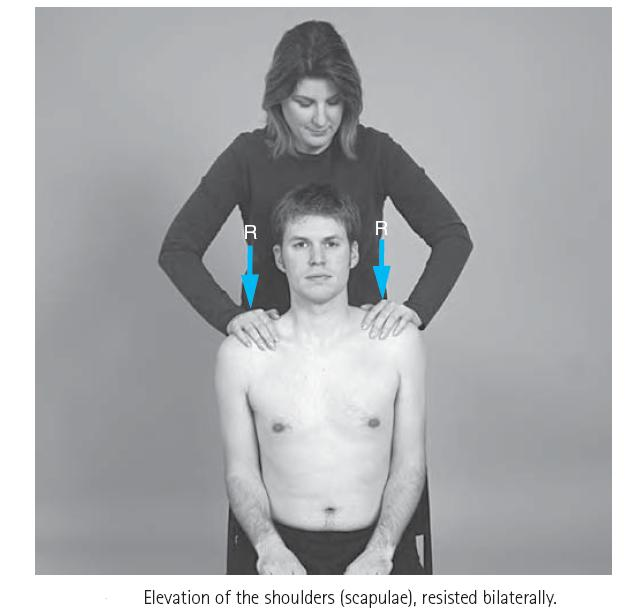 R
R
Elevation of the shoulders (scapulae), resisted bilaterally.